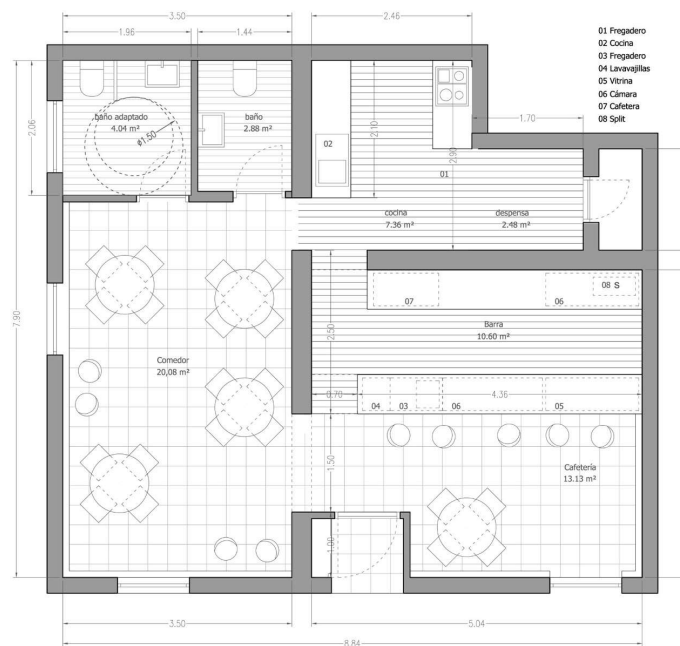 3.50
1.96
1.44
2.46
01 Fregadero
02 Cocina
03 Fregadero
04 Lavavajillas
05 Vitrina
06 Cámara
07 Cafetera
08 Split
baño adaptado
4.04 m²
ø1.50
baño
2.88 m²
2.06
02
2.10
2.90
1.70
01
cocina
7.36 m²
despensa
2.48 m²
08 S
07
06
7.90
2.50
Barra
10.60 m²
Comedor
20,08 m²
0.70
4.36
04
03
06
05
1.50
Cafetería
13.13 m²
1.00
3.50
5.04
8.84